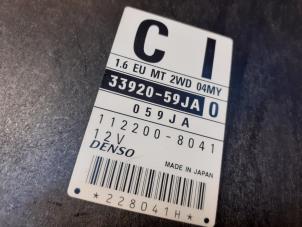 C I
1.6 EU MT 2WD 04MY
33920-59JA 0
059JA
112200-8041
12V
DENSO
MADE IN JAPAN
*228041H*